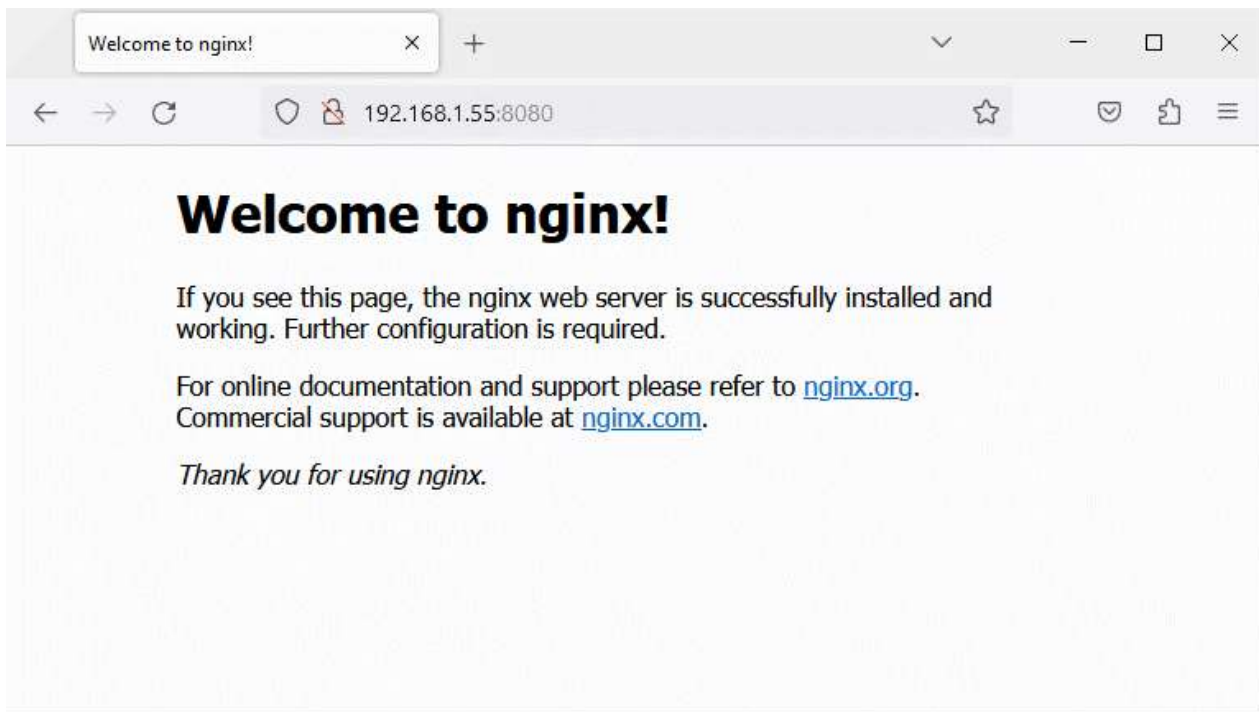 Welcome to nginx!
192.168.1.55:8080
Welcome to nginx!
If you see this page, the nginx web server is successfully installed and
working. Further configuration is required.
For online documentation and support please refer to nginx.org.
Commercial support is available at nginx.com.
Thank you for using nginx.